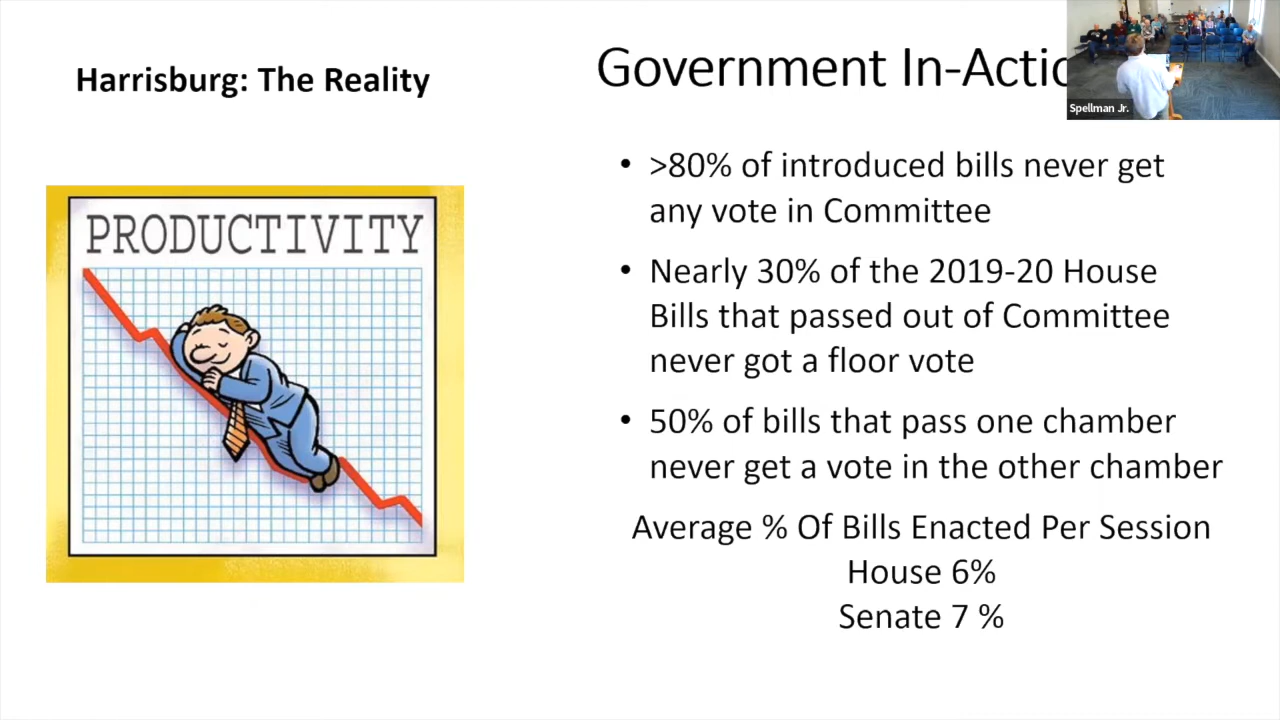 Harrisburg: The Reality
Government In-Actio
Spellman Jr.
PRODUCTIVITY
• >80% of introduced bills never get
any vote in Committee
• Nearly 30% of the 2019-20 House
Bills that passed out of Committee
never got a floor vote
• 50% of bills that pass one chamber
never get a vote in the other chamber
Average % Of Bills Enacted Per Session
House 6%
Senate 7 %